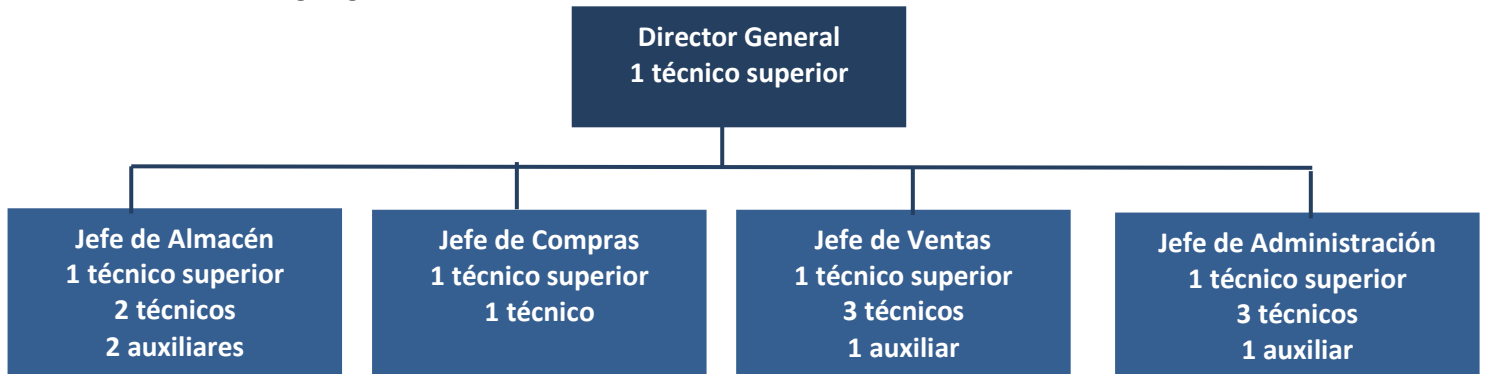 Director General
1 técnico superior
Jefe de Almacén
1 técnico superior
2 técnicos
2 auxiliares
Jefe de Compras
1 técnico superior
1 técnico
Jefe de Ventas
1 técnico superior
3 técnicos
1 auxiliar
Jefe de Administración
1 técnico superior
3 técnicos
1 auxiliar